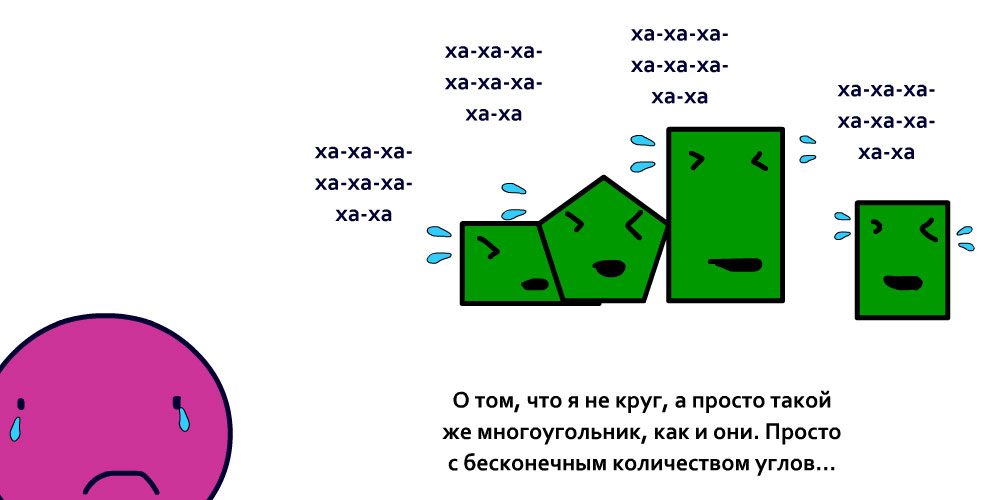 ха-ха-ха-
ха-ха-ха-
ха-ха
ха-ха-ха-
ха-ха-ха-
ха-ха
ха-ха-ха-
ха-ха-ха-
ха-ха
ха-ха-ха-
ха-ха-ха-
ха-ха
О том, что я не круг, а просто такой
же многоугольник, как и они. Просто
с бесконечным количеством углов...